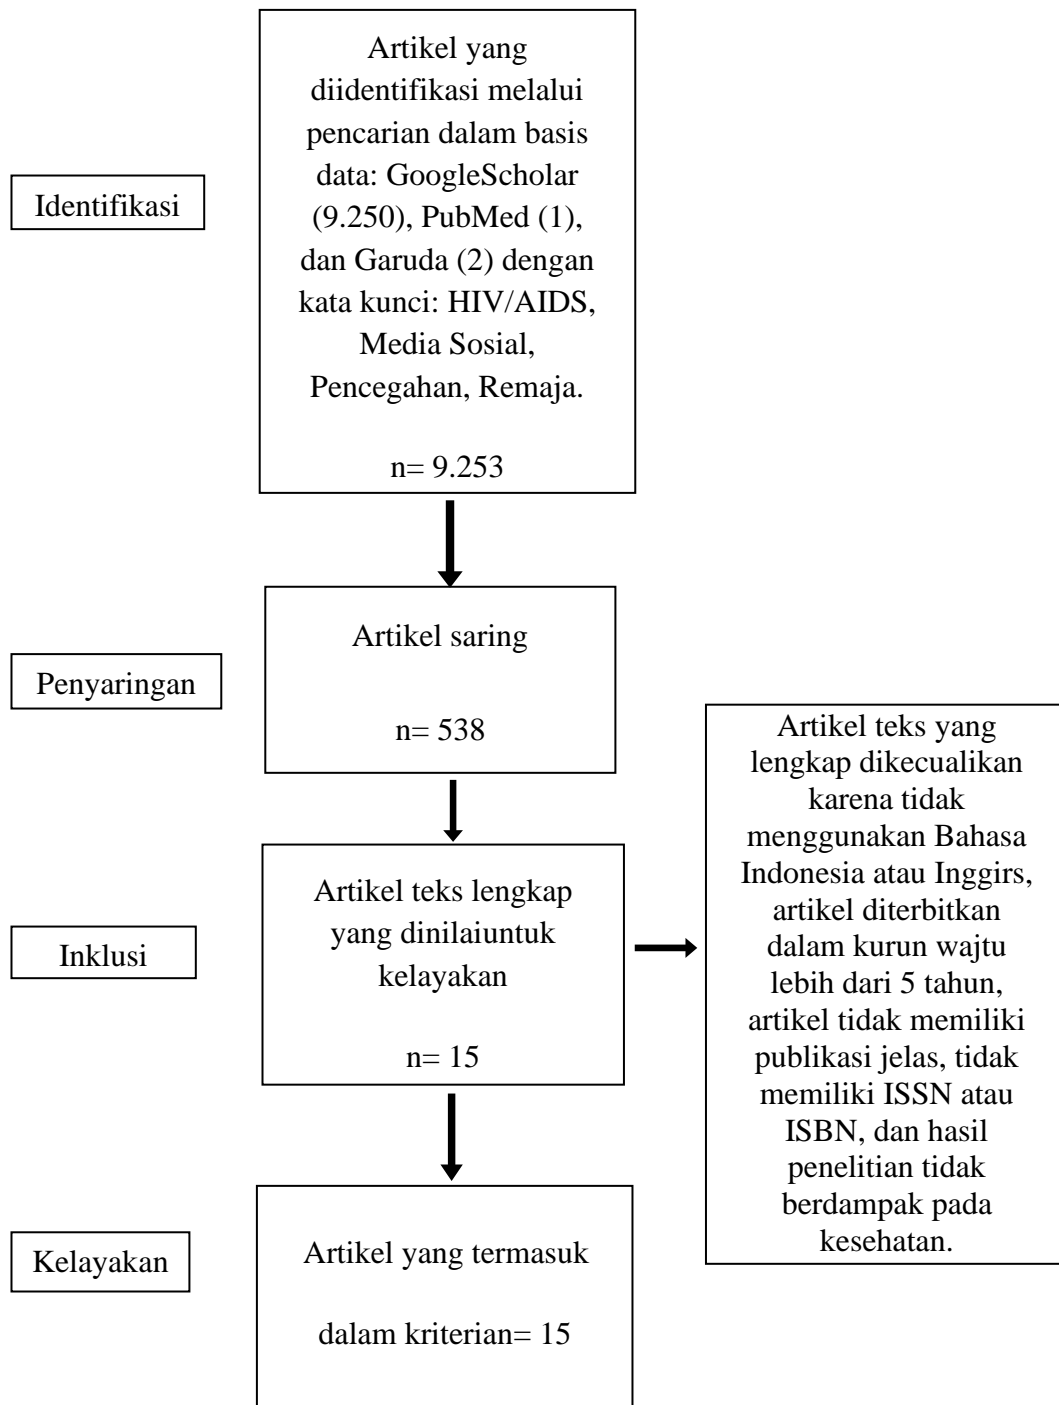 Identifikasi
Artikel yang
diidentifikasi melalui
pencarian dalam basis
data: GoogleScholar
(9.250), PubMed (1),
dan Garuda (2) dengan
kata kunci: HIV/AIDS,
Media Sosial,
Pencegahan, Remaja.
n= 9.253
Penyaringan
Artikel saring
n= 538
Inklusi
Artikel teks lengkap
yang dinilaiuntuk
kelayakan
n= 15
Artikel teks yang
lengkap dikecualikan
karena tidak
menggunakan Bahasa
Indonesia atau Inggirs,
artikel diterbitkan
dalam kurun wajtu
lebih dari 5 tahun,
artikel tidak memiliki
publikasi jelas, tidak
memiliki ISSN atau
ISBN, dan hasil
penelitian tidak
berdampak pada
kesehatan.
Kelayakan
Artikel yang termasuk
dalam kriterian= 15